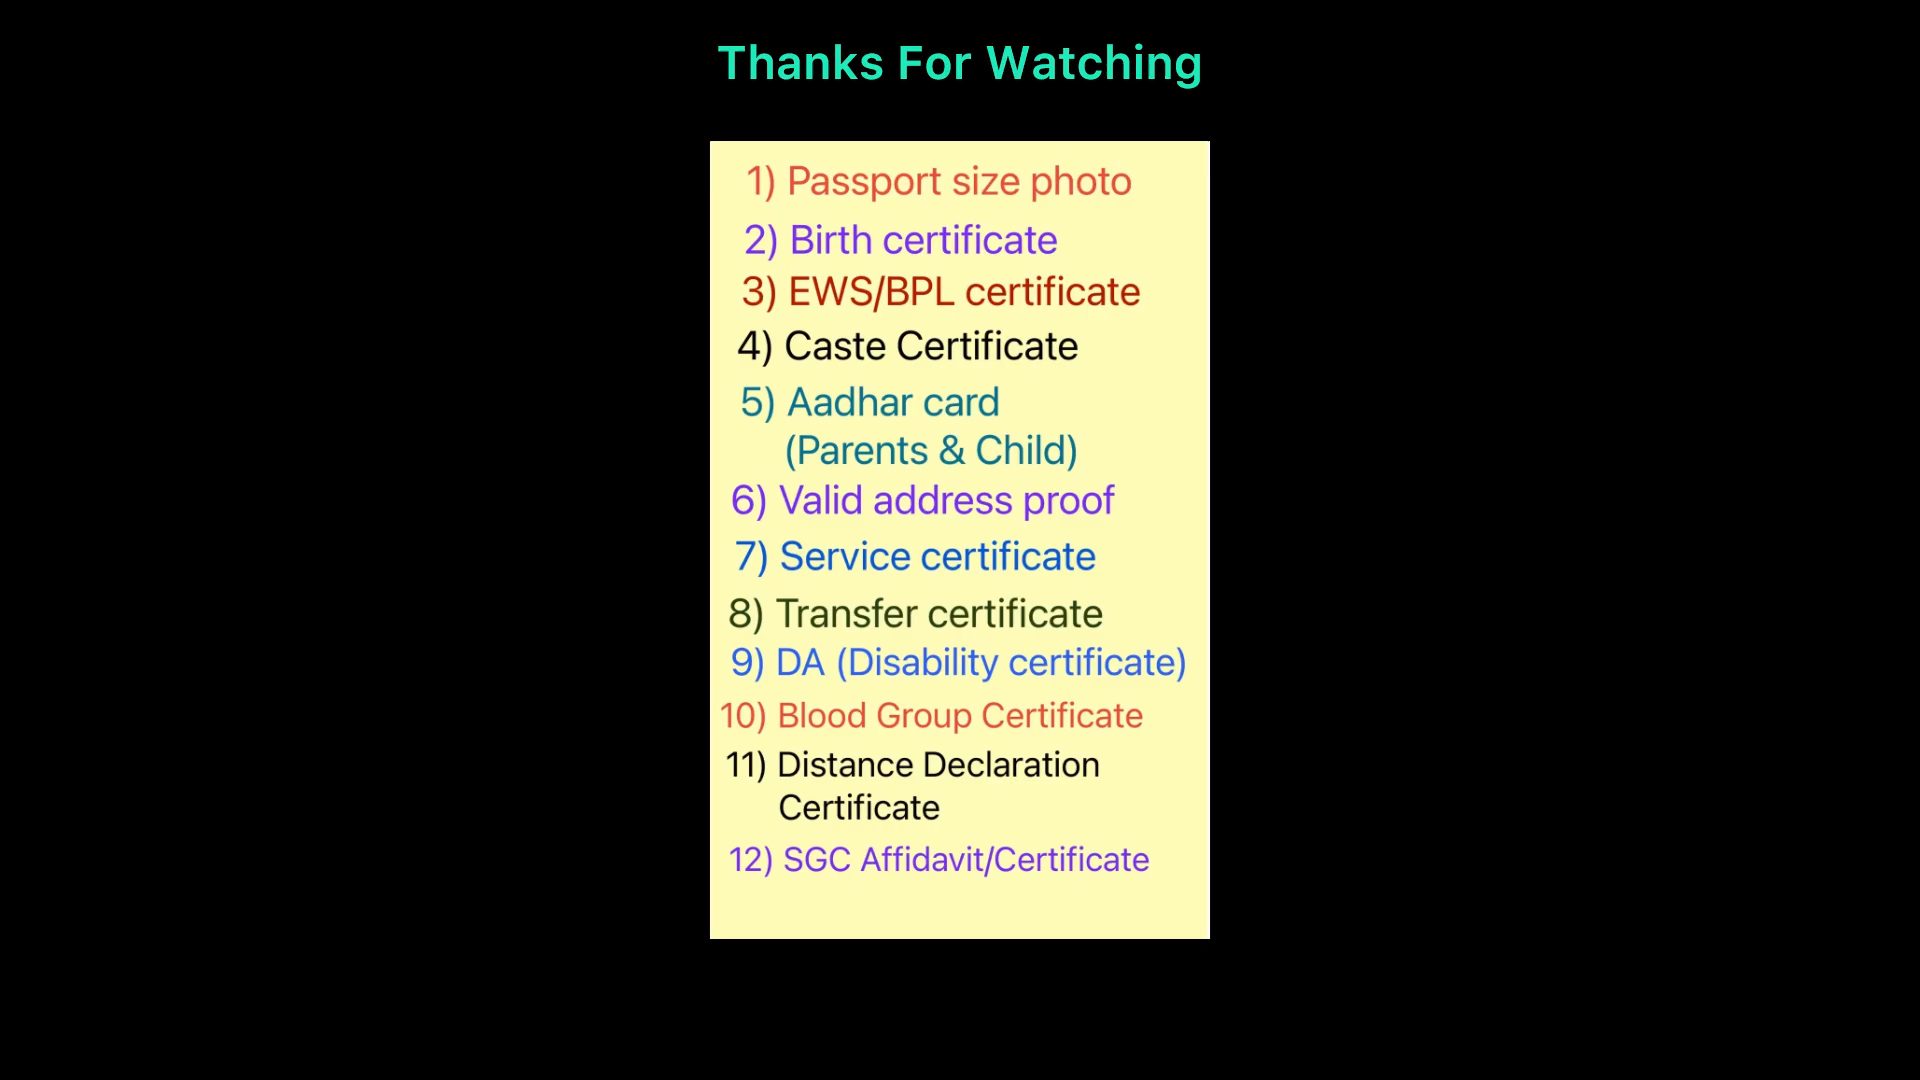 Thanks For Watching
1) Passport size photo
2) Birth certificate
3) EWS/BPL certificate
4) Caste Certificate
5) Aadhar card
(Parents & Child)
6) Valid address proof
7) Service certificate
8) Transfer certificate
9) DA (Disability certificate)
10) Blood Group Certificate
11) Distance Declaration
Certificate
12) SGC Affidavit/Certificate